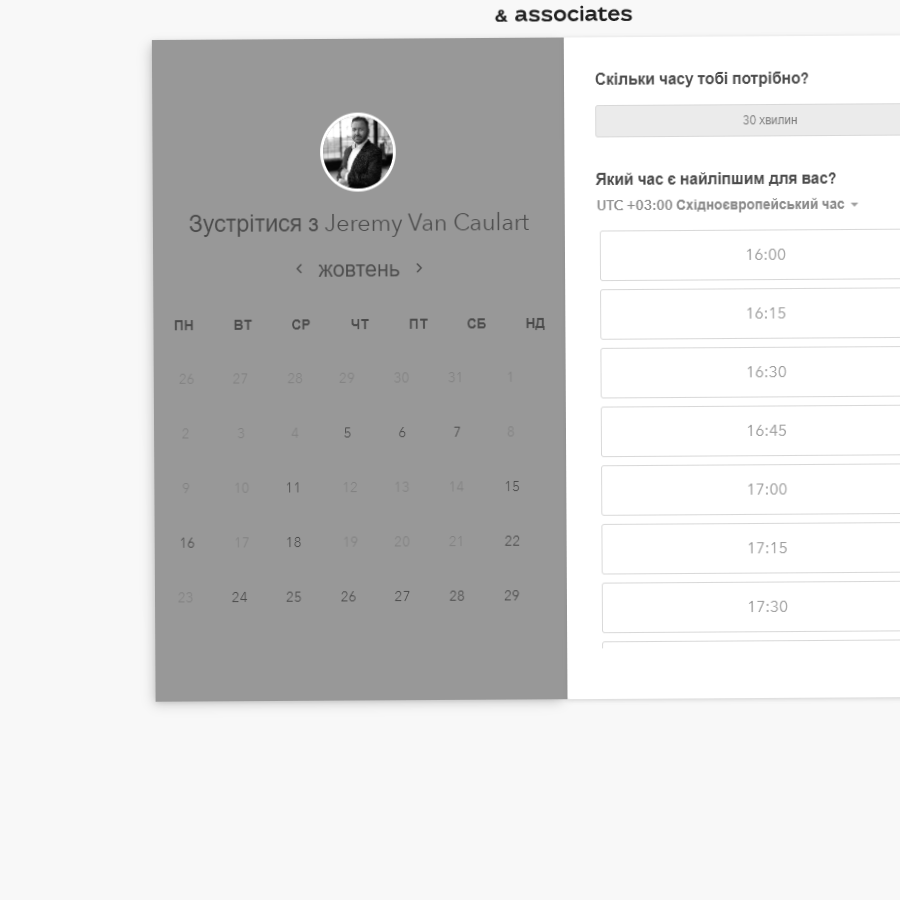 & associates
Зустрітися з Jeremy Van Caulart
‹ жовтень ›
ПН ВТ СР ЧТ ПТ СБ НД
26 27 28 29 30 31 1
2 3 4 5 6 7 8
9 10 11 12 13 14 15
16 17 18 19 20 21 22
23 24 25 26 27 28 29
Скільки часу тобі потрібно?
30 хвилин
Який час є найліпшим для вас?
UTC +03:00 Східноєвропейський час
16:00
16:15
16:30
16:45
17:00
17:15
17:30